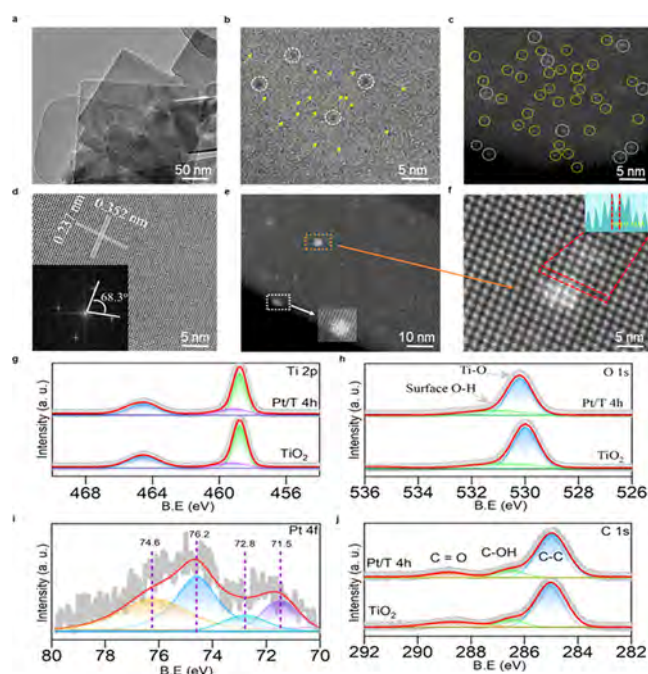 a
b
c
50 nm
5 nm
5 nm
d
e
f
0.237 nm
0.352 nm
68.3°
5 nm
10 nm
5 nm
g
Ti 2p
Pt/T 4h
TiO2
Intensity (a. u.)
468 464 460 456
B.E (eV)
h
O 1s
Ti-O
Surface O-H
Pt/T 4h
TiO2
Intensity (a. u.)
536 534 532 530 528 526
B.E (eV)
i
Pt 4f
74.6 76.2 72.8 71.5
Intensity (a. u.)
80 78 76 74 72 70
B.E (eV)
j
C 1s
C = O C-OH C-C
Pt/T 4h
TiO2
Intensity (a. u.)
292 290 288 286 284 282
B.E (eV)